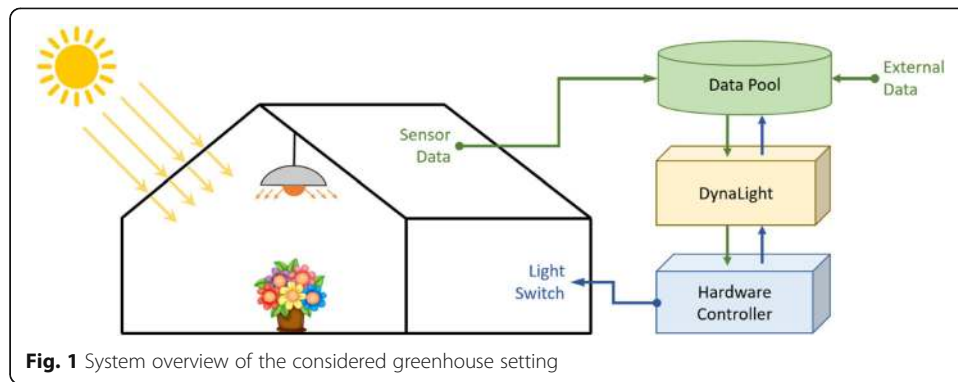 Data Pool
External
Data
Sensor
Data
DynaLight
Light
Switch
Hardware
Controller
Fig. 1 System overview of the considered greenhouse setting